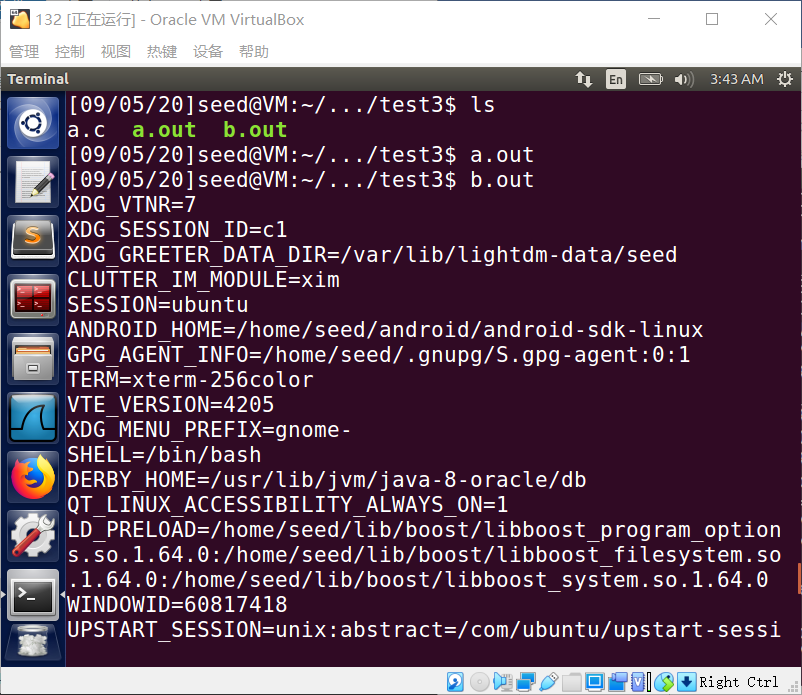 132 [正在运行] - Oracle VM VirtualBox
管理 控制 视图 热键 设备 帮助
Terminal En 3:43 AM
[09/05/20]seed@VM:~/.../test3$ ls
a.c  a.out  b.out
[09/05/20]seed@VM:~/.../test3$ a.out
[09/05/20]seed@VM:~/.../test3$ b.out
XDG_VTNR=7
XDG_SESSION_ID=c1
XDG_GREETER_DATA_DIR=/var/lib/lightdm-data/seed
CLUTTER_IM_MODULE=xim
SESSION=ubuntu
ANDROID_HOME=/home/seed/android/android-sdk-linux
GPG_AGENT_INFO=/home/seed/.gnupg/S.gpg-agent:0:1
TERM=xterm-256color
VTE_VERSION=4205
XDG_MENU_PREFIX=gnome-
SHELL=/bin/bash
DERBY_HOME=/usr/lib/jvm/java-8-oracle/db
QT_LINUX_ACCESSIBILITY_ALWAYS_ON=1
LD_PRELOAD=/home/seed/lib/boost/libboost_program_option
s.so.1.64.0:/home/seed/lib/boost/libboost_filesystem.so
.1.64.0:/home/seed/lib/boost/libboost_system.so.1.64.0
WINDOWID=60817418
UPSTART_SESSION=unix:abstract=/com/ubuntu/upstart-sessi
Right Ctrl